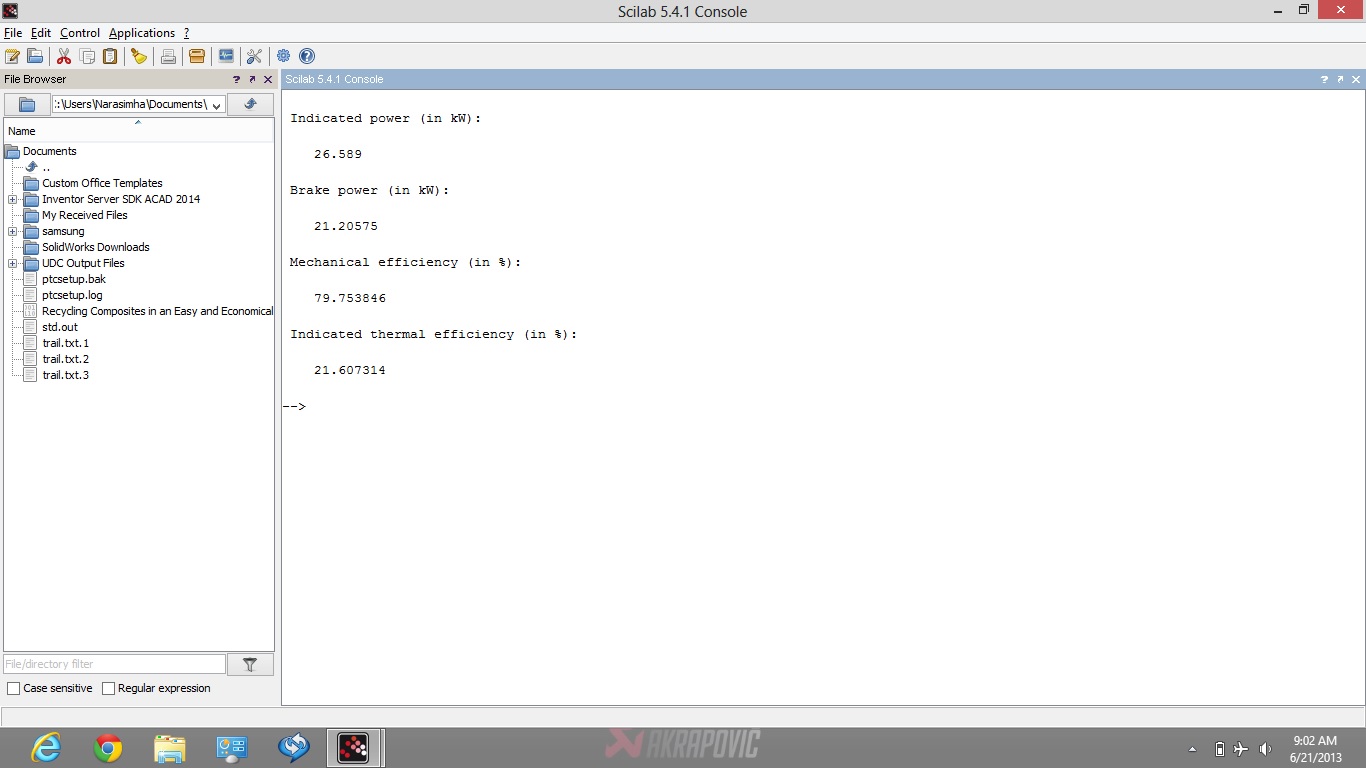 Scilab 5.4.1 Console
File Edit Control Applications ?
File Browser
? 
Scilab 5.4.1 Console
?
:\Users\Narasimha\Documents\
Name
Documents
..
Custom Office Templates
Inventor Server SDK ACAD 2014
My Received Files
samsung
SolidWorks Downloads
UDC Output Files
ptcsetup.bak
ptcsetup.log
Recycling Composites in an Easy and Economical
std.out
trail.txt.1
trail.txt.2
trail.txt.3
File/directory filter
Case sensitive
Regular expression
Indicated power (in kW):
26.589
Brake power (in kW):
21.20575
Mechanical efficiency (in %):
79.753846
Indicated thermal efficiency (in %):
21.607314
-->
AKRAPOVIC
9:02 AM
6/21/2013